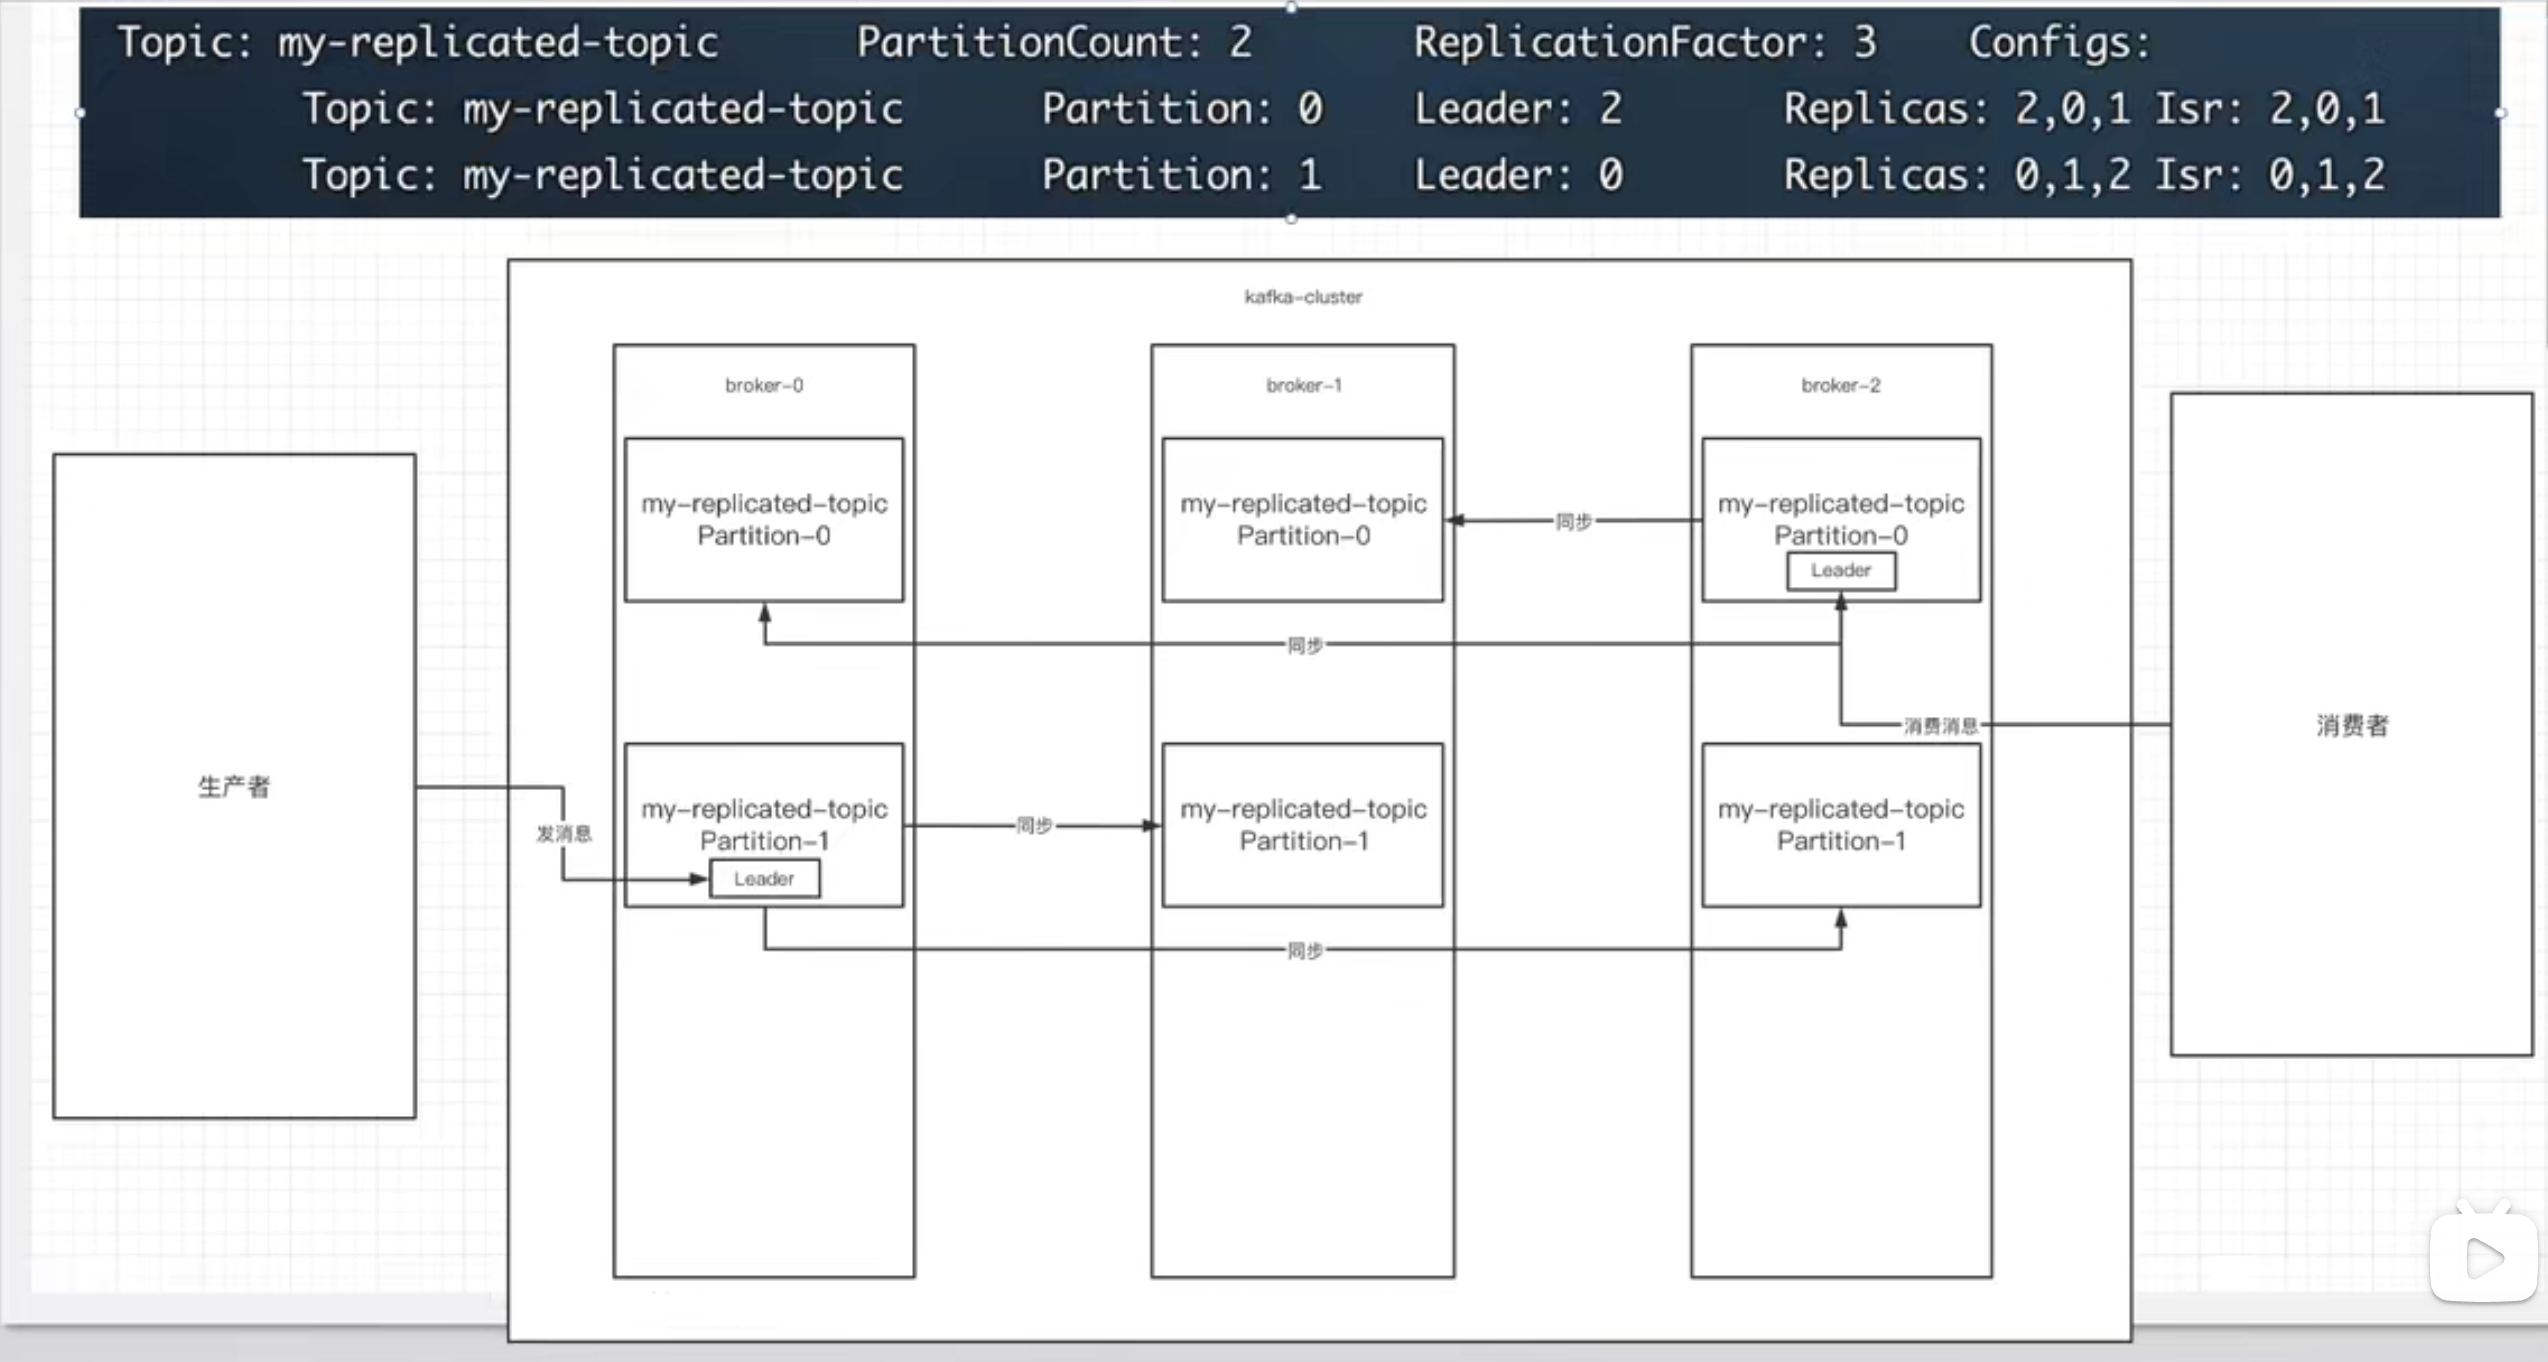 Topic: my-replicated-topic PartitionCount: 2 ReplicationFactor: 3 Configs:
Topic: my-replicated-topic Partition: 0 Leader: 2 Replicas: 2,0,1 Isr: 2,0,1
Topic: my-replicated-topic Partition: 1 Leader: 0 Replicas: 0,1,2 Isr: 0,1,2
kafka-cluster
broker-0
broker-1
broker-2
my-replicated-topic
Partition-0
my-replicated-topic
Partition-0
同步
my-replicated-topic
Partition-0
Leader
同步
消费消息
消费者
生产者
发消息
my-replicated-topic
Partition-1
Leader
同步
my-replicated-topic
Partition-1
my-replicated-topic
Partition-1
同步